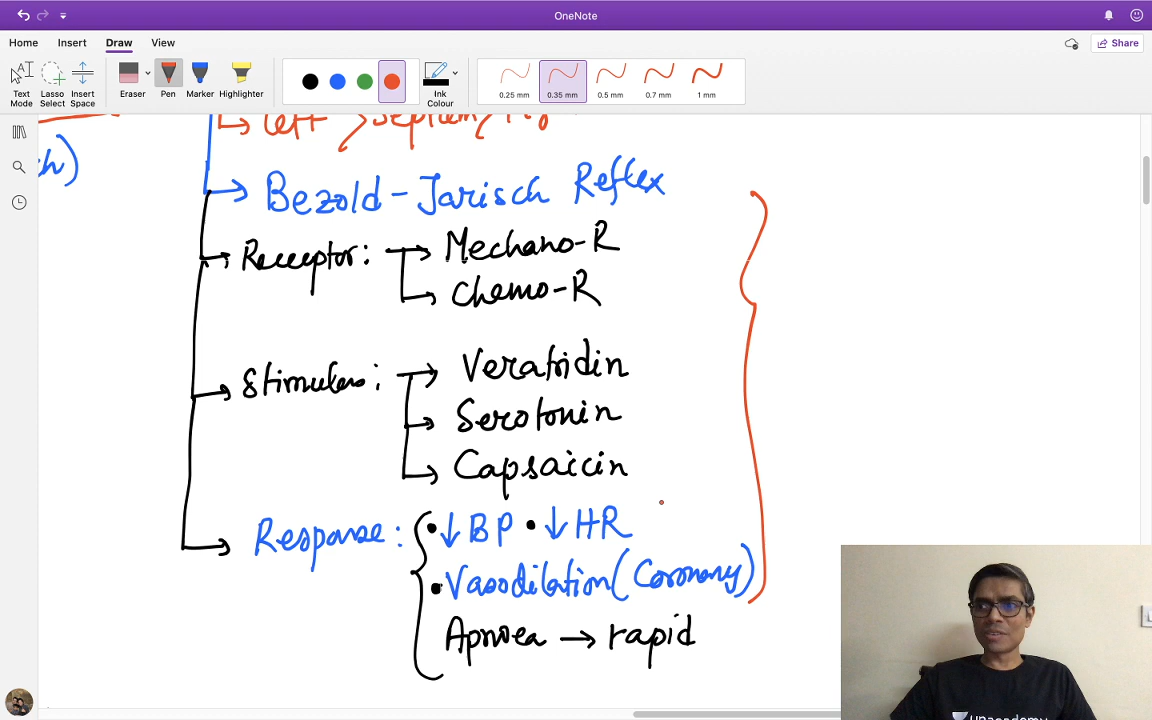 OneNote
Home Insert Draw View
Share
Text Mode
Lasso Select
Insert Space
Eraser
Pen
Marker
Highlighter
Ink Colour
0.25 mm
0.35 mm
0.5 mm
0.7 mm
1 mm
left
Bezold-Jarisch Reflex
Receptor: Mechano-R
Chemo-R
Stimulus: Veratridin
Serotonin
Capsaicin
Response: • ↓ BP • ↓ HR
• Vasodilation (Coronary)
Apnoea → rapid
unacademy